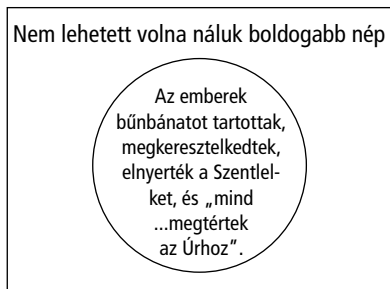 Nem lehetett volna náluk boldogabb nép
Az emberek
bűnbánatot tartottak,
megkeresztelkedtek,
elnyerték a Szentlel-
ket, és „mind
...megtértek
az Úrhoz”.